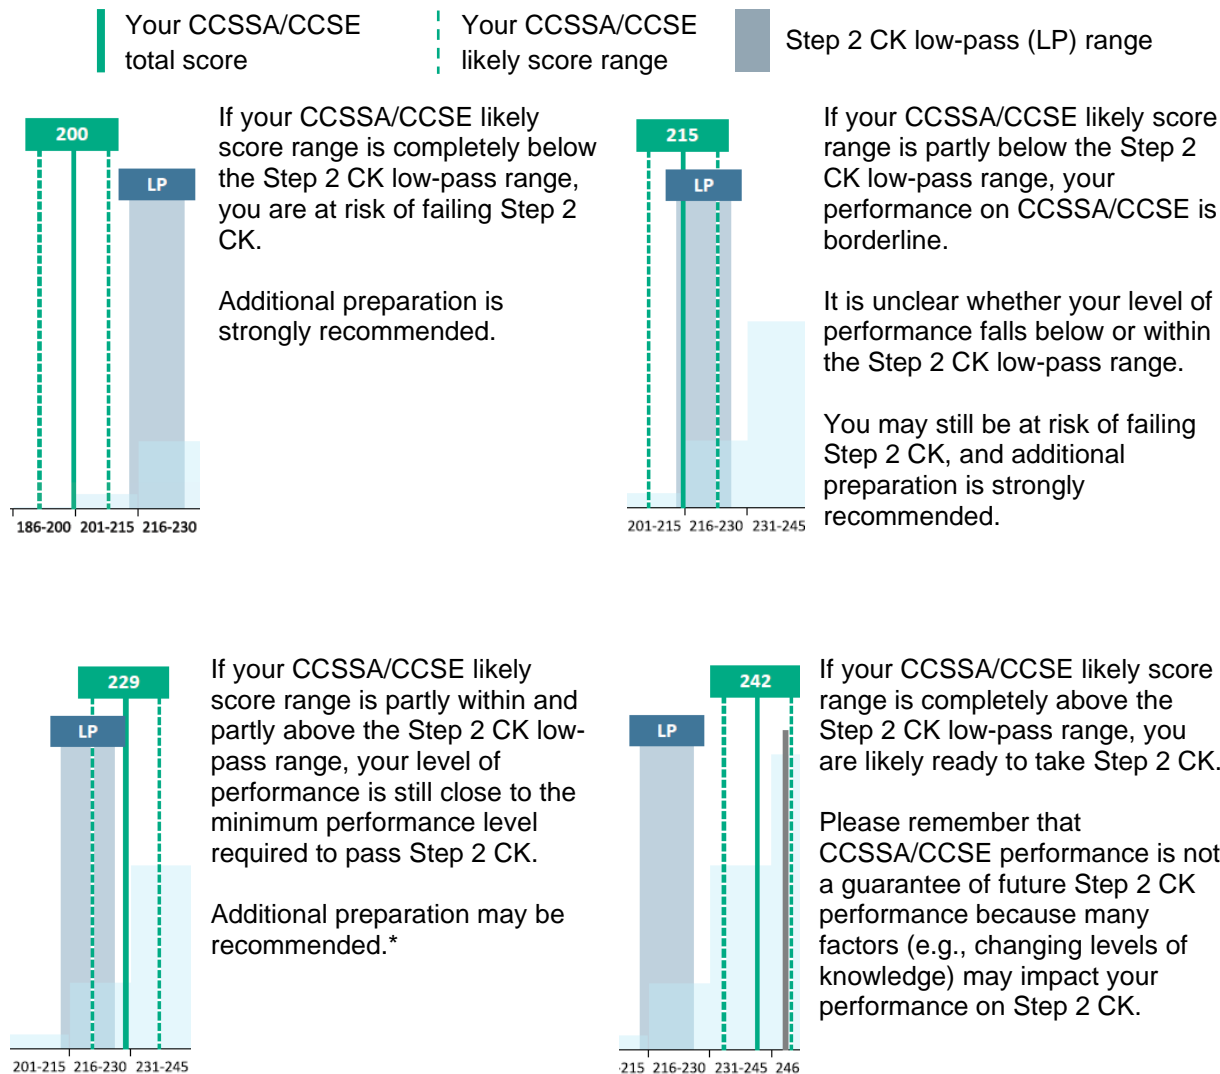 Your CCSSA/CCSE
total score
Your CCSSA/CCSE
likely score range
Step 2 CK low-pass (LP) range
200
LP
186-200 201-215 216-230
If your CCSSA/CCSE likely
score range is completely below
the Step 2 CK low-pass range,
you are at risk of failing Step 2
CK.
Additional preparation is
strongly recommended.
215
LP
201-215 216-230 231-245
If your CCSSA/CCSE likely score
range is partly below the Step 2
CK low-pass range, your
performance on CCSSA/CCSE is
borderline.
It is unclear whether your level of
performance falls below or within
the Step 2 CK low-pass range.
You may still be at risk of failing
Step 2 CK, and additional
preparation is strongly
recommended.
229
LP
201-215 216-230 231-245
If your CCSSA/CCSE likely
score range is partly within and
partly above the Step 2 CK low-
pass range, your level of
performance is still close to the
minimum performance level
required to pass Step 2 CK.
Additional preparation may be
recommended.*
242
LP
-215 216-230 231-245 246
If your CCSSA/CCSE likely score
range is completely above the
Step 2 CK low-pass range, you
are likely ready to take Step 2 CK.
Please remember that
CCSSA/CCSE performance is not
a guarantee of future Step 2 CK
performance because many
factors (e.g., changing levels of
knowledge) may impact your
performance on Step 2 CK.